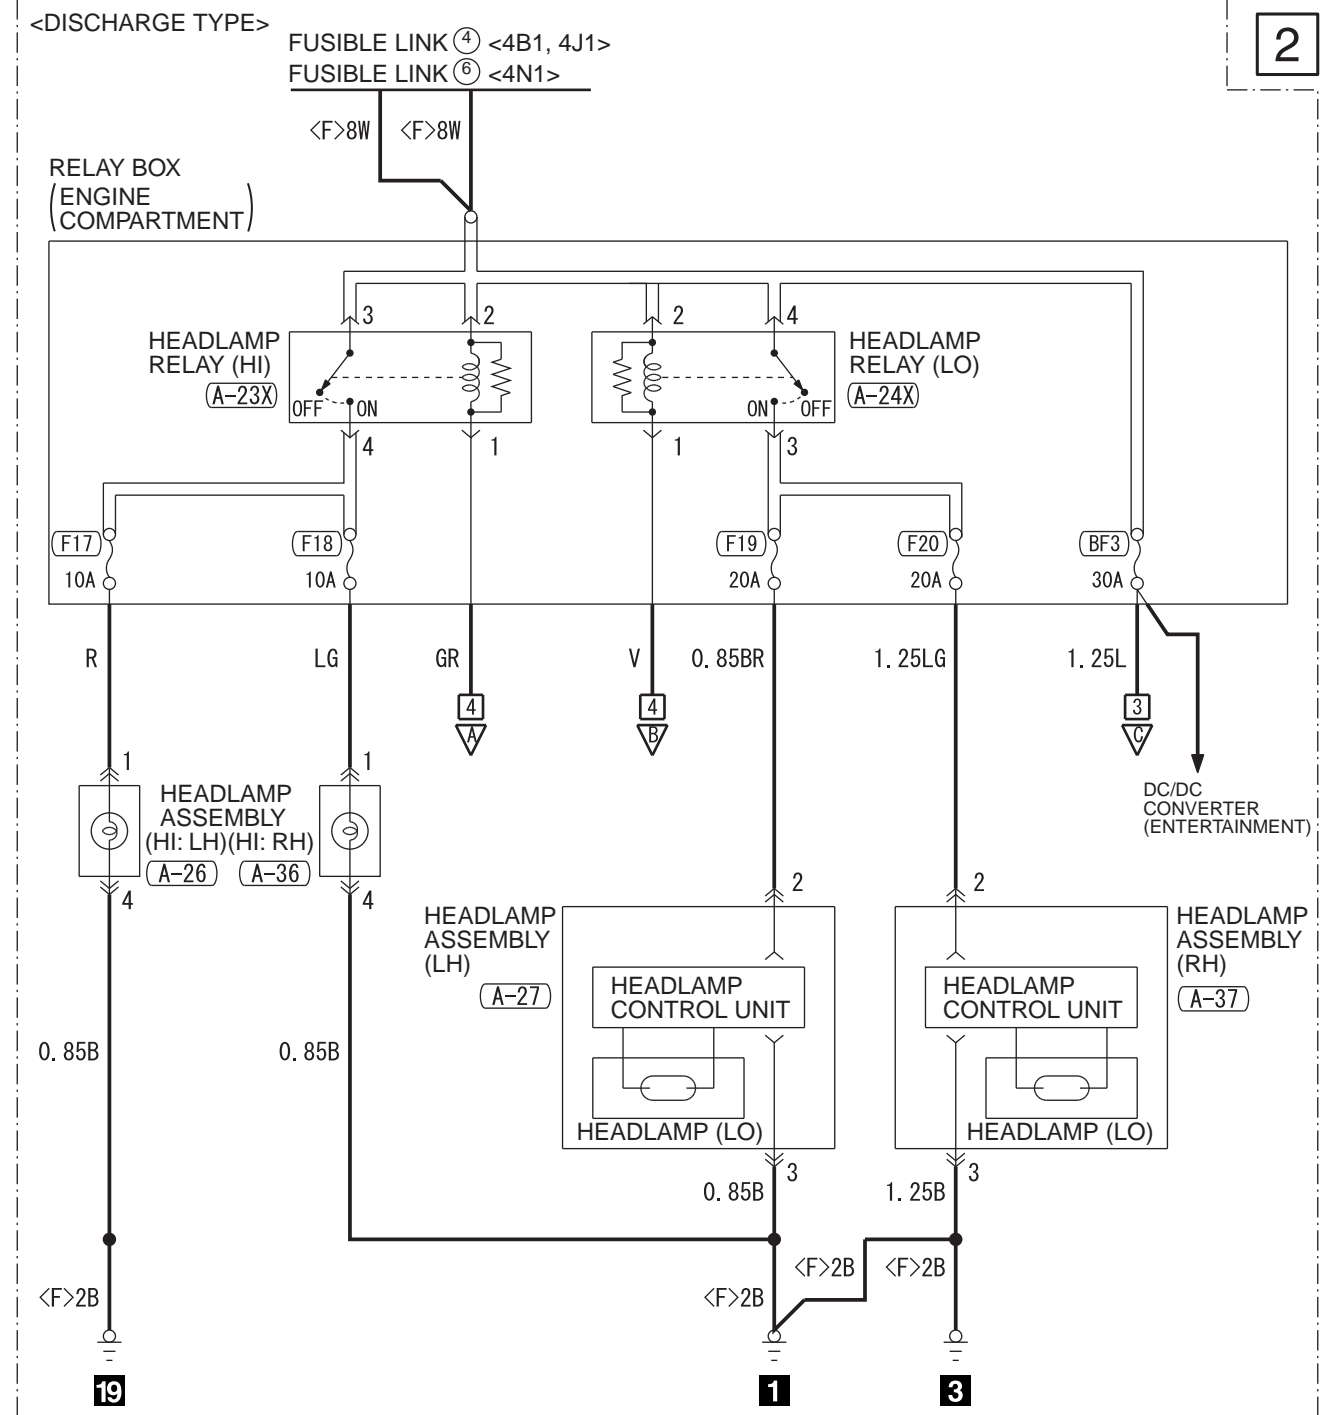 <DISCHARGE TYPE>
2
FUSIBLE LINK ④ <4B1, 4J1>
FUSIBLE LINK ⑥ <4N1>
<F>8W <F>8W
RELAY BOX
(ENGINE
COMPARTMENT)
3 2 2 4
HEADLAMP
RELAY (HI)
A-23X
OFF ON
HEADLAMP
RELAY (LO)
A-24X
ON OFF
4 1 1 3
F17 F18 F19 F20 BF3
10A 10A 20A 20A 30A
R LG GR V 0.85BR 1.25LG 1.25L
4 4 3
A B C
DC/DC
CONVERTER
(ENTERTAINMENT)
1 1
HEADLAMP
ASSEMBLY
(HI: LH)(HI: RH)
A-26 A-36
4 4
2 2
HEADLAMP
ASSEMBLY
(LH)
A-27
HEADLAMP
CONTROL UNIT
HEADLAMP (LO)
HEADLAMP
CONTROL UNIT
HEADLAMP (LO)
HEADLAMP
ASSEMBLY
(RH)
A-37
0.85B 0.85B
3 3
0.85B 1.25B
<F>2B <F>2B
<F>2B <F>2B
19 1 3